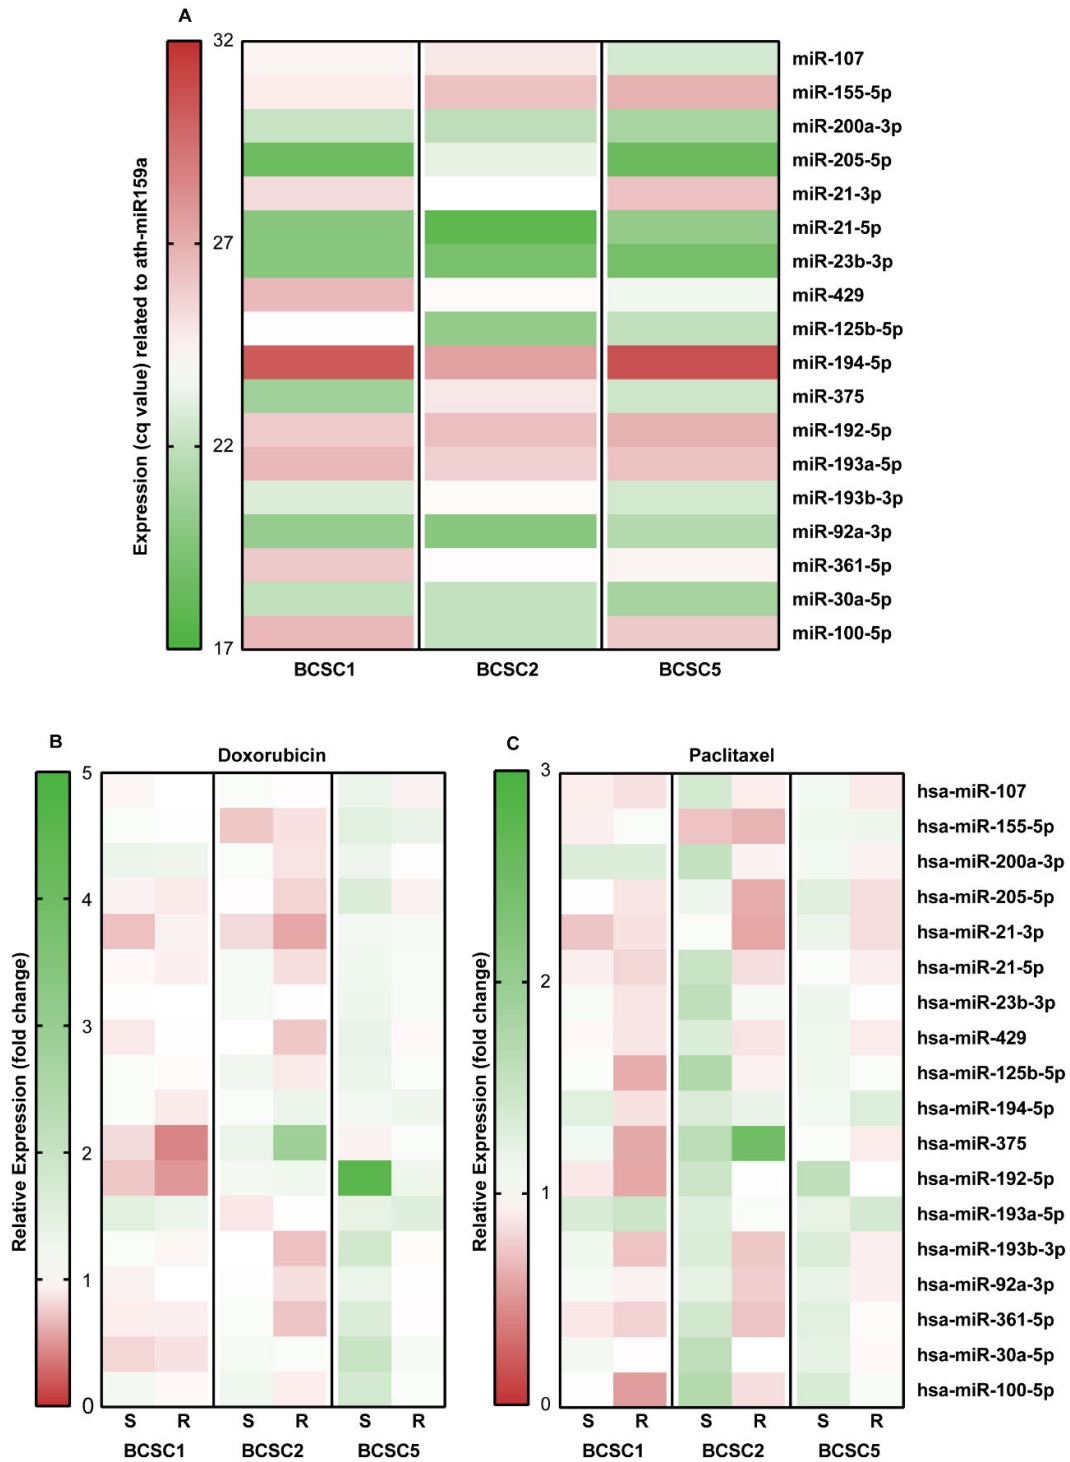 A
Expression (cq value) related to ath-miR159a
32
27
22
17
miR-107
miR-155-5p
miR-200a-3p
miR-205-5p
miR-21-3p
miR-21-5p
miR-23b-3p
miR-429
miR-125b-5p
miR-194-5p
miR-375
miR-192-5p
miR-193a-5p
miR-193b-3p
miR-92a-3p
miR-361-5p
miR-30a-5p
miR-100-5p
BCSC1 BCSC2 BCSC5
B
Doxorubicin
Relative Expression (fold change)
5
4
3
2
1
0
S R S R S R
BCSC1 BCSC2 BCSC5
C
Paclitaxel
Relative Expression (fold change)
3
2
1
0
hsa-miR-107
hsa-miR-155-5p
hsa-miR-200a-3p
hsa-miR-205-5p
hsa-miR-21-3p
hsa-miR-21-5p
hsa-miR-23b-3p
hsa-miR-429
hsa-miR-125b-5p
hsa-miR-194-5p
hsa-miR-375
hsa-miR-192-5p
hsa-miR-193a-5p
hsa-miR-193b-3p
hsa-miR-92a-3p
hsa-miR-361-5p
hsa-miR-30a-5p
hsa-miR-100-5p
S R S R S R
BCSC1 BCSC2 BCSC5